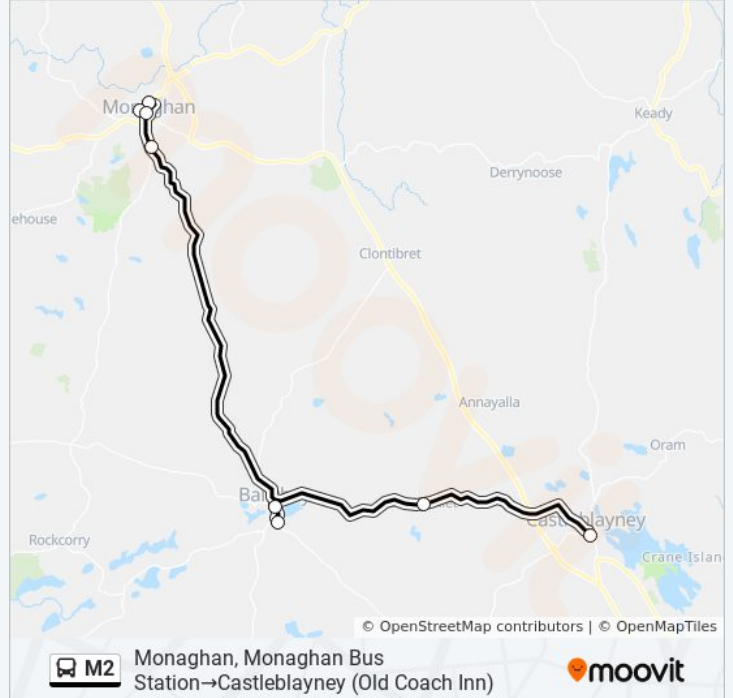 Monaghan
Keady
Derrynoose
ehouse
Clontibret
Annayalla
Oram
Castleblayney
Rockcorry
Crane Islan
© OpenStreetMap contributors | © OpenMapTiles
M2
Monaghan, Monaghan Bus
Station→Castleblayney (Old Coach Inn)
moovit